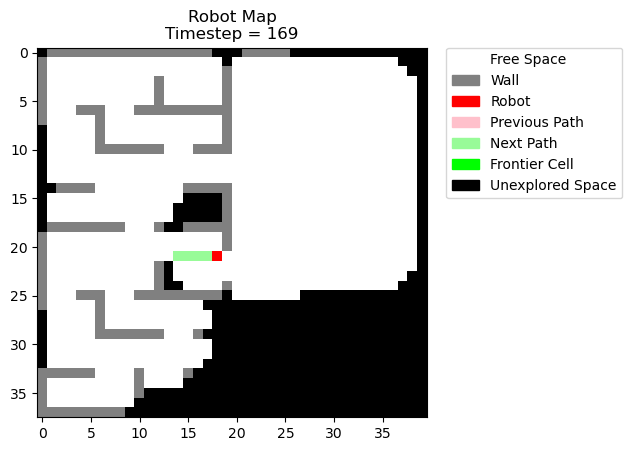 Robot Map
Timestep = 169
Free Space
Wall
Robot
Previous Path
Next Path
Frontier Cell
Unexplored Space
0
5
10
15
20
25
30
35
0
5
10
15
20
25
30
35